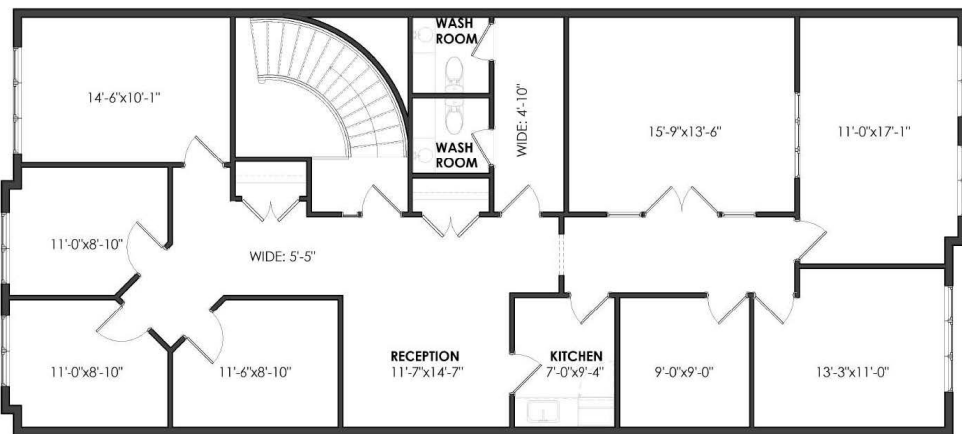 WASH
ROOM
14'-6"x10'-1"
WIDE: 4'-10"
15'-9"x13'-6"
11'-0"x17'-1"
WASH
ROOM
11'-0"x8'-10"
WIDE: 5'-5"
RECEPTION
11'-7"x14'-7"
KITCHEN
7'-0"x9'-4"
11'-0"x8'-10"
11'-6"x8'-10"
9'-0"x9'-0"
13'-3"x11'-0"